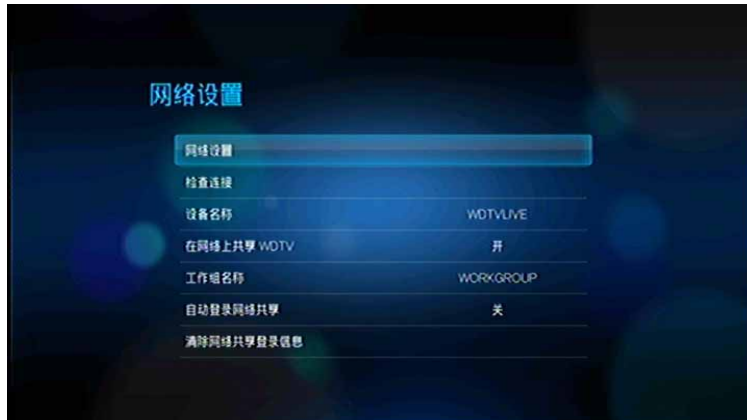 网络设置
网络设置
检查连接
设备名称 WDTVLIVE
在网络上共享 WDTV 开
工作组名称 WORKGROUP
自动登录网络共享 关
清除网络共享登录信息